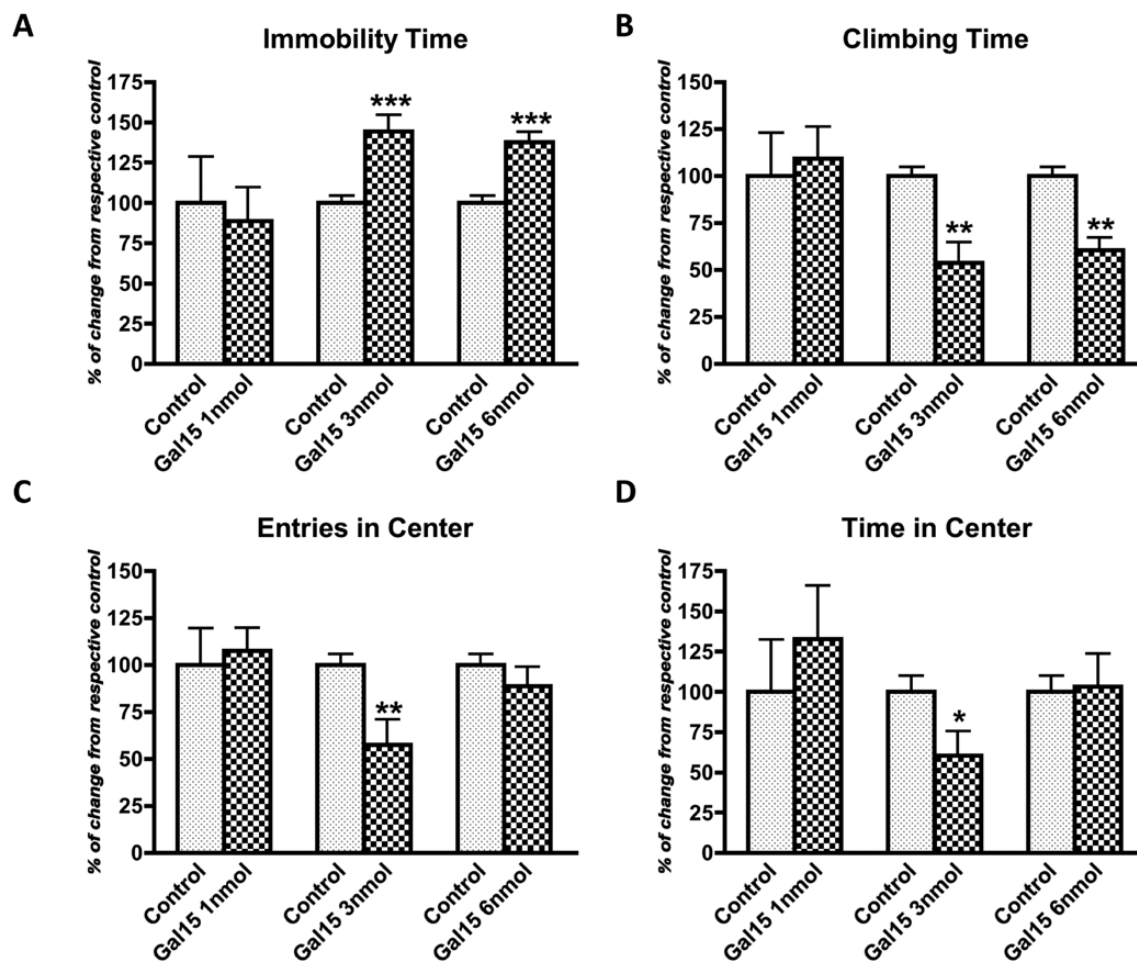 A
Immobility Time
% of change from respective control
175
150
125
100
75
50
25
0
***
***
Control
Gal15 1nmol
Control
Gal15 3nmol
Control
Gal15 6nmol
B
Climbing Time
% of change from respective control
150
125
100
75
50
25
0
**
**
Control
Gal15 1nmol
Control
Gal15 3nmol
Control
Gal15 6nmol
C
Entries in Center
% of change from respective control
150
125
100
75
50
25
0
**
Control
Gal15 1nmol
Control
Gal15 3nmol
Control
Gal15 6nmol
D
Time in Center
% of change from respective control
175
150
125
100
75
50
25
0
*
Control
Gal15 1nmol
Control
Gal15 3nmol
Control
Gal15 6nmol